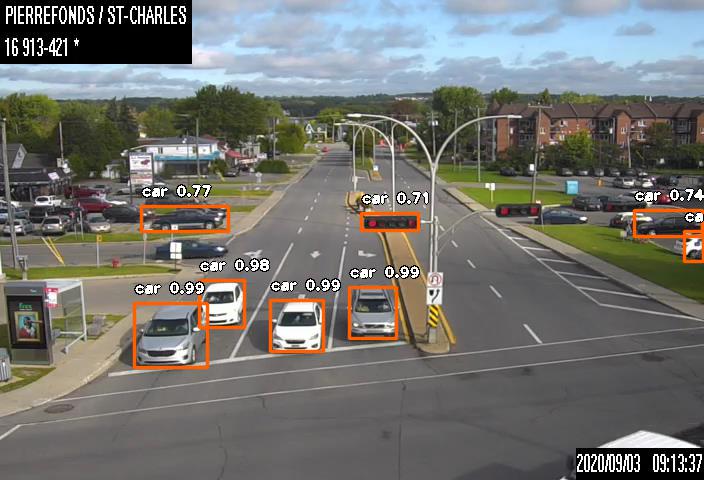 PIERREFONDS / ST-CHARLES
16 913-421 *
car 0.77
car 0.71
car 0.74
ca
car 0.98
car 0.99
car 0.99
car 0.99
2020/09/03 09:13:37